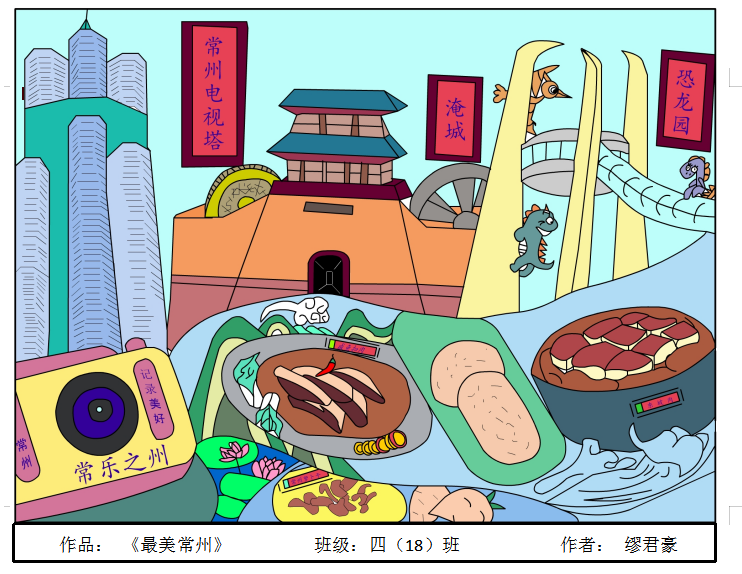 常州电视塔
淹城
恐龙园
记录美好
常州
常乐之州
作品： 《最美常州》 班级：四（18）班 作者： 缪君豪